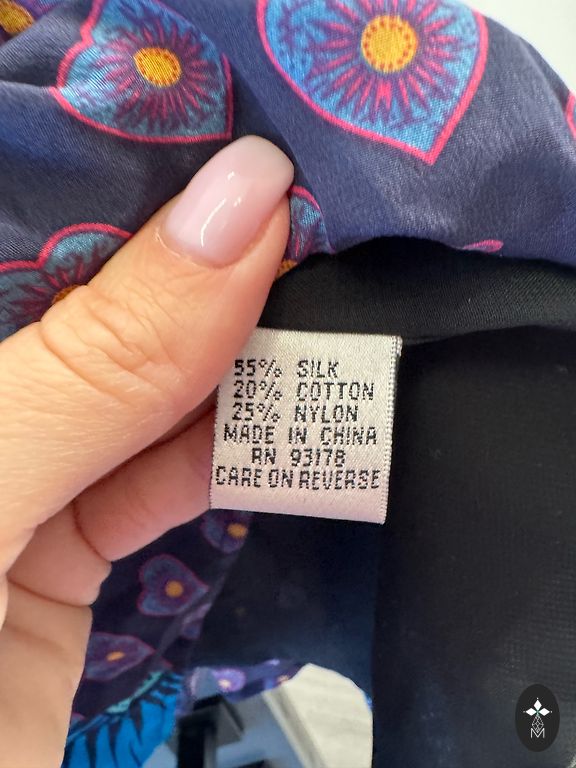 55% SILK
20% COTTON
25% NYLON
MADE IN CHINA
RN 93178
CARE ON REVERSE